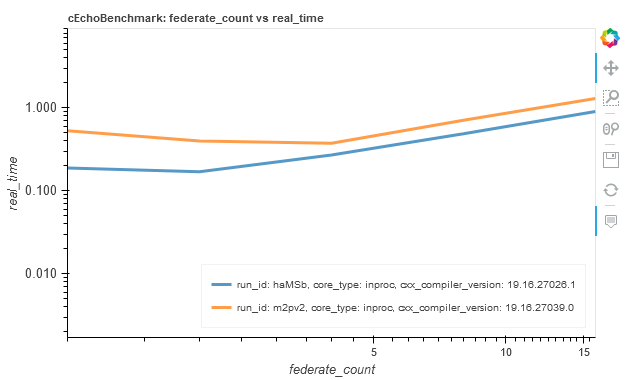 cEchoBenchmark: federate_count vs real_time
1.000
0.100
0.010
real_time
run_id: haMSb, core_type: inproc, cxx_compiler_version: 19.16.27026.1
run_id: m2pv2, core_type: inproc, cxx_compiler_version: 19.16.27039.0
5
10
15
federate_count